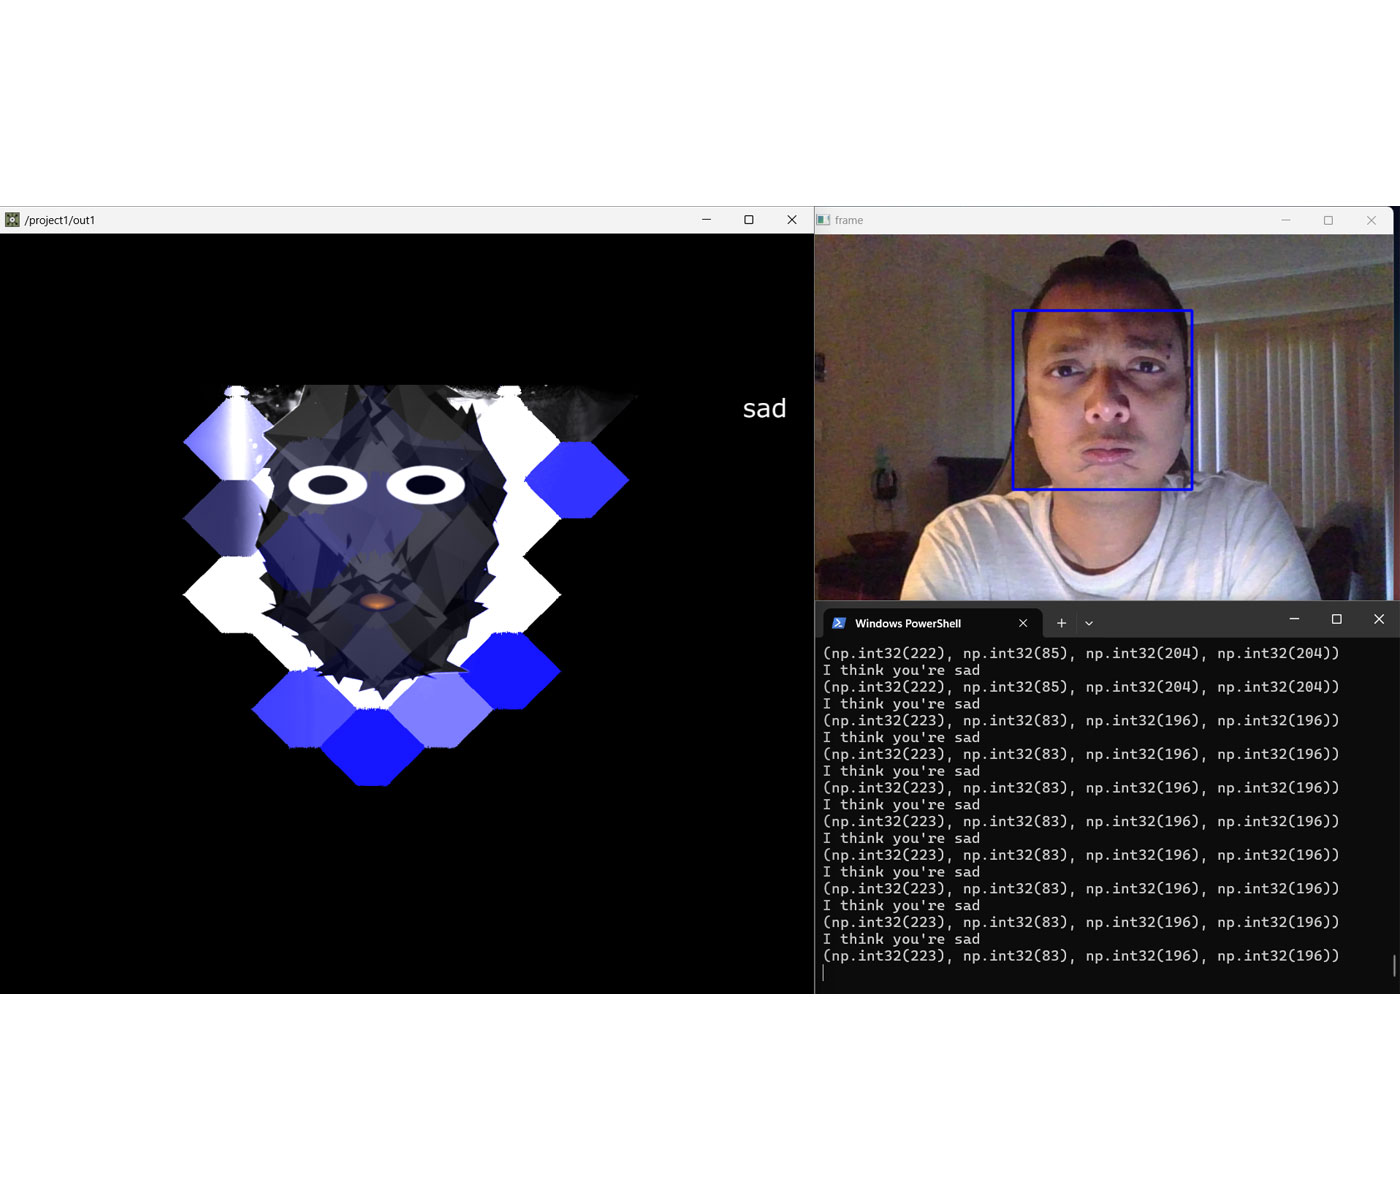 /project1/out1
sad
frame
Windows PowerShell
(np.int32(222), np.int32(85), np.int32(204), np.int32(204))
I think you're sad
(np.int32(222), np.int32(85), np.int32(204), np.int32(204))
I think you're sad
(np.int32(223), np.int32(83), np.int32(196), np.int32(196))
I think you're sad
(np.int32(223), np.int32(83), np.int32(196), np.int32(196))
I think you're sad
(np.int32(223), np.int32(83), np.int32(196), np.int32(196))
I think you're sad
(np.int32(223), np.int32(83), np.int32(196), np.int32(196))
I think you're sad
(np.int32(223), np.int32(83), np.int32(196), np.int32(196))
I think you're sad
(np.int32(223), np.int32(83), np.int32(196), np.int32(196))
I think you're sad
(np.int32(223), np.int32(83), np.int32(196), np.int32(196))
I think you're sad
(np.int32(223), np.int32(83), np.int32(196), np.int32(196))